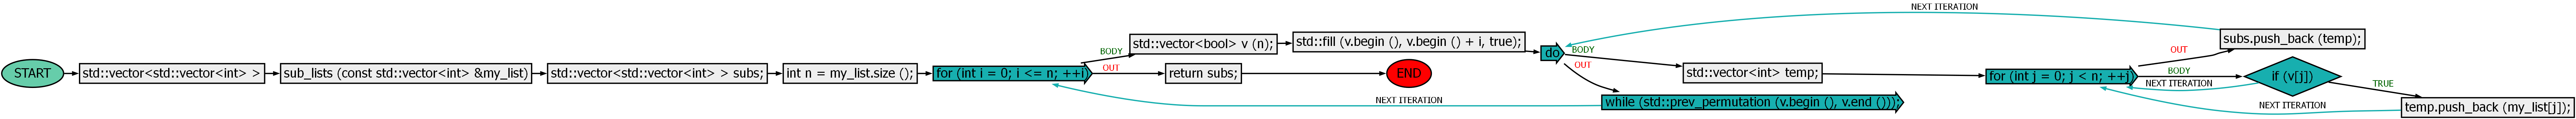 START
std::vector<std::vector<int> >
sub_lists (const std::vector<int> &my_list)
std::vector<std::vector<int> > subs;
int n = my_list.size ();
for (int i = 0; i <= n; ++i)
BODY
OUT
std::vector<bool> v (n);
return subs;
std::fill (v.begin (), v.begin () + i, true);
END
NEXT ITERATION
do
BODY
OUT
std::vector<int> temp;
while (std::prev_permutation (v.begin (), v.end ()));
NEXT ITERATION
for (int j = 0; j < n; ++j)
OUT
BODY
NEXT ITERATION
subs.push_back (temp);
if (v[j])
TRUE
NEXT ITERATION
temp.push_back (my_list[j]);